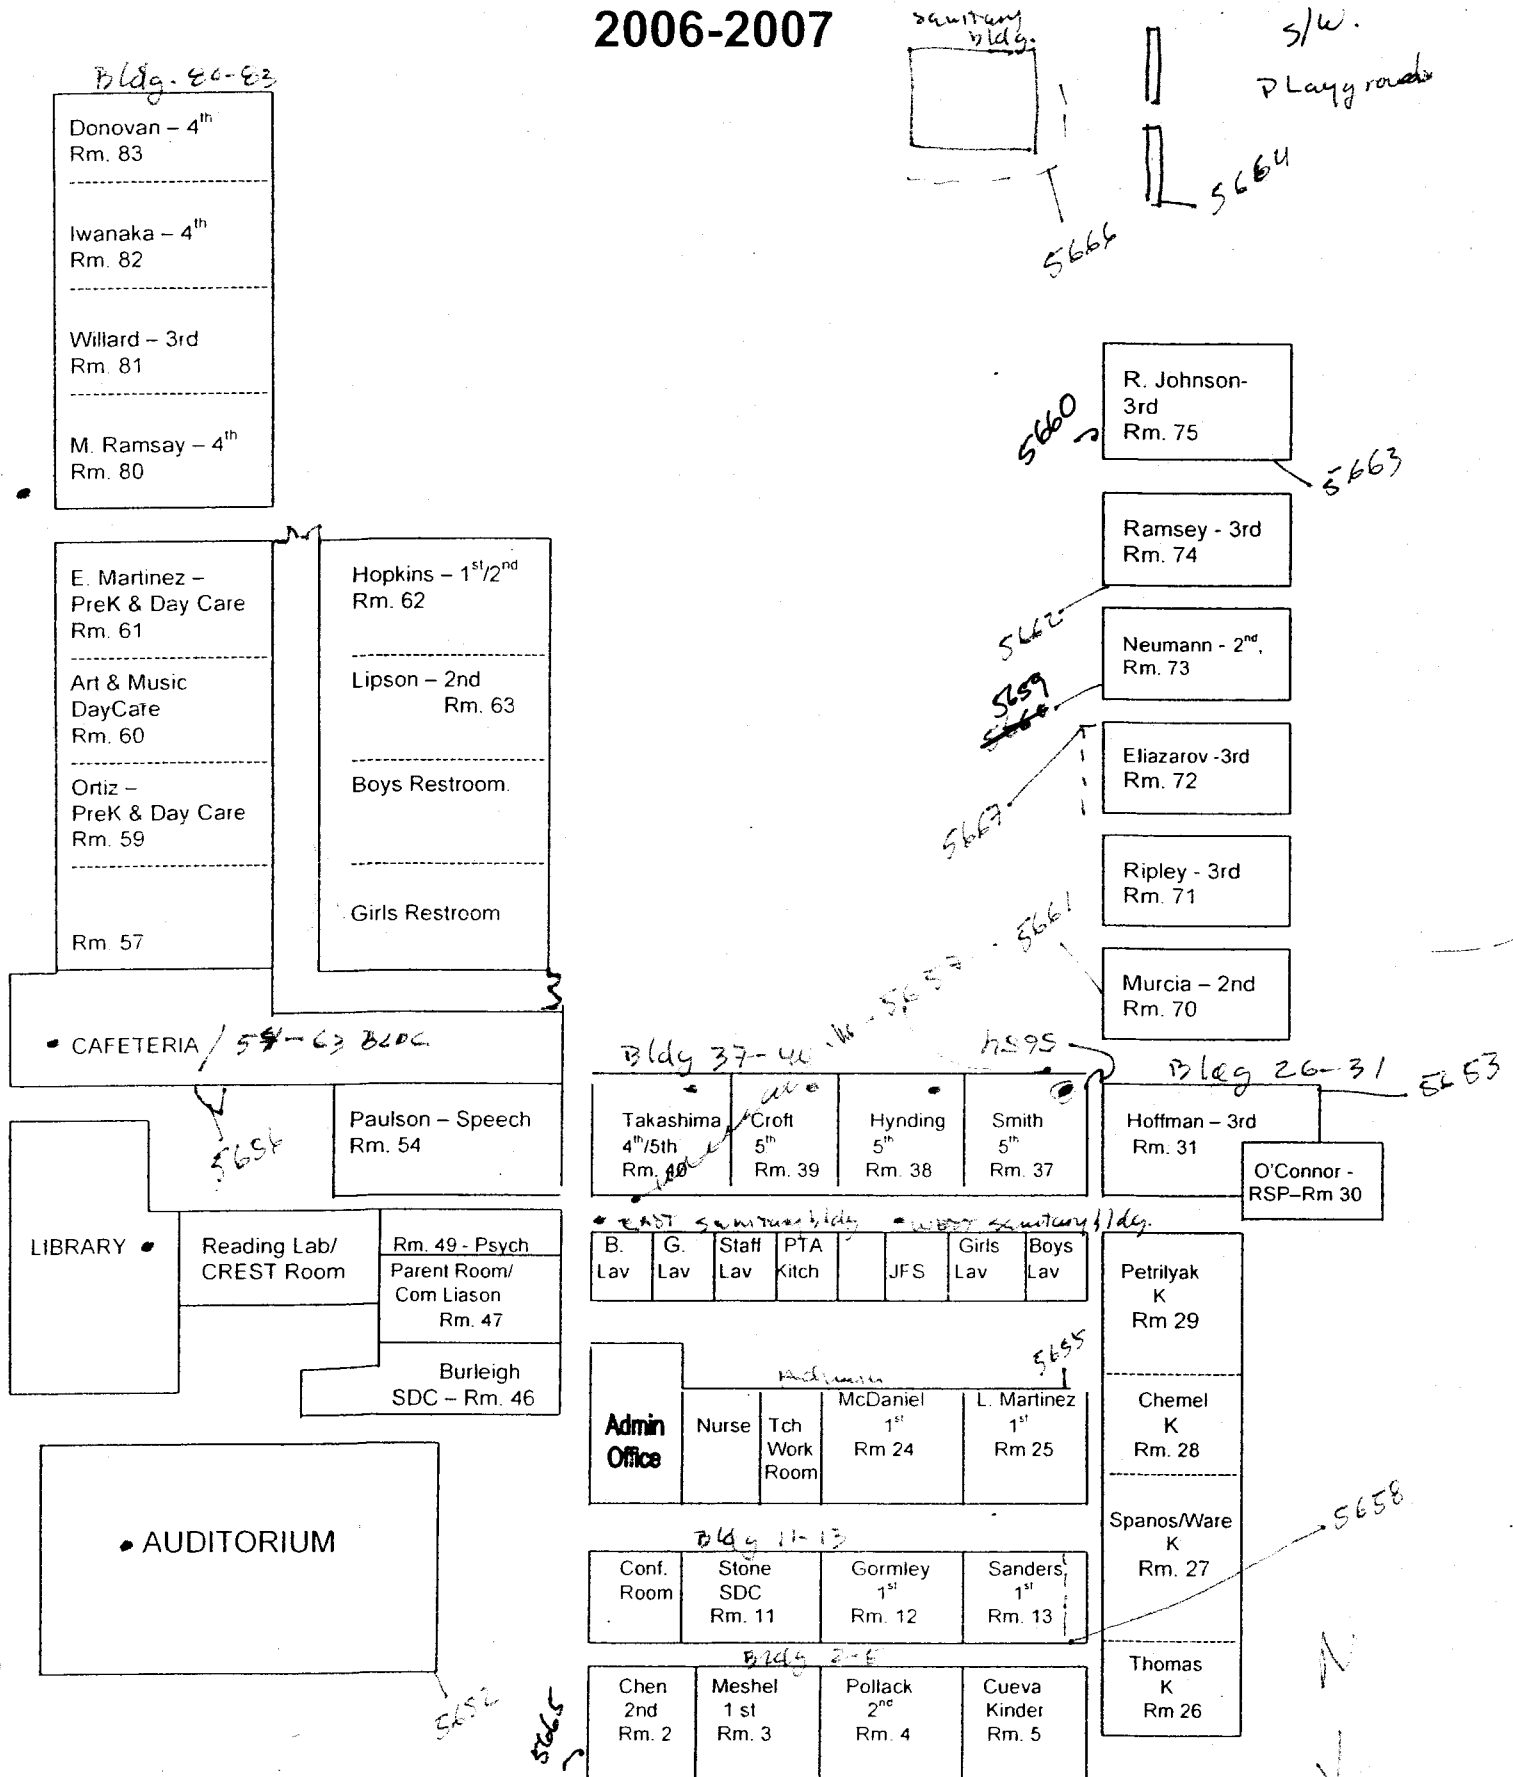 2006-2007
sanitary
bldg.
S/W.
Playground
Bldg. 80-83
Donovan – 4th
Rm. 83
Iwanaka – 4th
Rm. 82
Willard – 3rd
Rm. 81
M. Ramsay – 4th
Rm. 80
5664
5666
R. Johnson-
3rd
Rm. 75
5660
5663
Ramsey - 3rd
Rm. 74
5662
Neumann - 2nd,
Rm. 73
5659
Eliazarov -3rd
Rm. 72
5667
Ripley - 3rd
Rm. 71
5661
Murcia – 2nd
Rm. 70
E. Martinez –
PreK & Day Care
Rm. 61
Art & Music
DayCare
Rm. 60
Ortiz –
PreK & Day Care
Rm. 59
Rm. 57
Hopkins – 1st/2nd
Rm. 62
Lipson – 2nd
Rm. 63
Boys Restroom.
Girls Restroom
CAFETERIA / 57-63 BLDG
5656
Paulson – Speech
Rm. 54
LIBRARY
Reading Lab/
CREST Room
Rm. 49 - Psych
Parent Room/
Com Liason
Rm. 47
Burleigh
SDC – Rm. 46
AUDITORIUM
5652
Bldg 37-40
5657
5654
Takashima
4th/5th
Rm. 40
Croft
5th
Rm. 39
Hynding
5th
Rm. 38
Smith
5th
Rm. 37
Bldg 26-31
5653
Hoffman – 3rd
Rm. 31
O'Connor -
RSP–Rm 30
EAST sanitary bldg
WEST sanitary bldg.
B.
Lav
G.
Lav
Staff
Lav
PTA
Kitch
JFS
Girls
Lav
Boys
Lav
Petrilyak
K
Rm 29
Chemel
K
Rm. 28
Spanos/Ware
K
Rm. 27
Thomas
K
Rm 26
Admin
5655
Admin
Office
Nurse
Tch
Work
Room
McDaniel
1st
Rm 24
L. Martinez
1st
Rm 25
5658
Bldg 11-13
Conf.
Room
Stone
SDC
Rm. 11
Gormley
1st
Rm. 12
Sanders
1st
Rm. 13
Bldg 2-5
5665
Chen
2nd
Rm. 2
Meshel
1 st
Rm. 3
Pollack
2nd
Rm. 4
Cueva
Kinder
Rm. 5
N